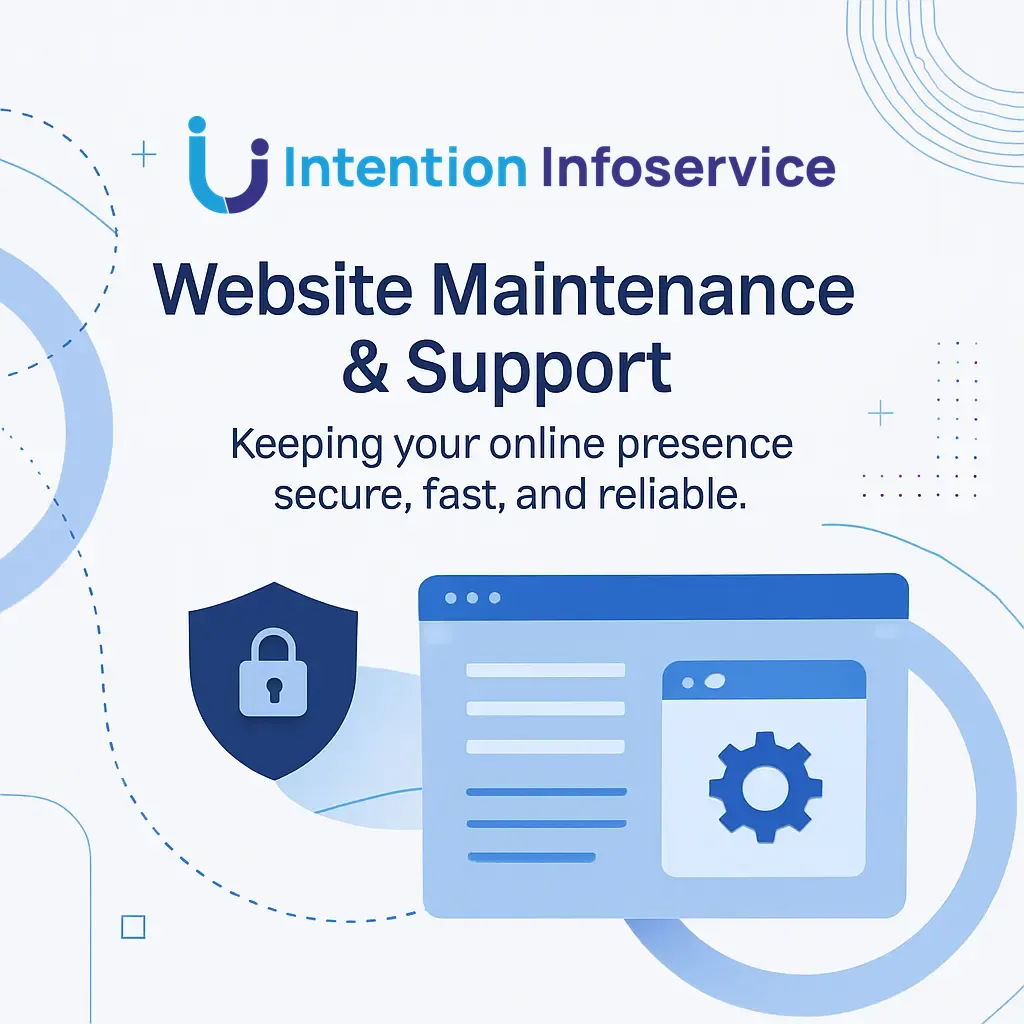 Intention Infoservice
Website Maintenance
& Support
Keeping your online presence
secure, fast, and reliable.